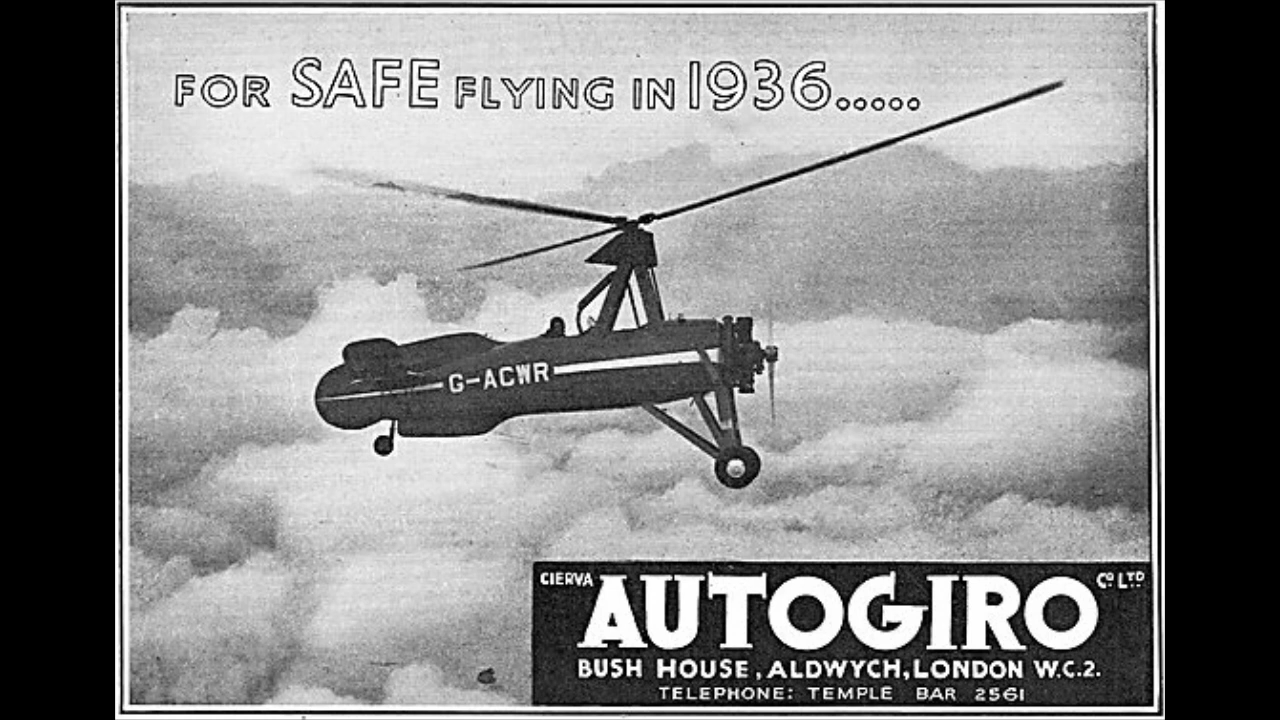 FOR SAFE FLYING IN 1936.....
G-ACWR
CIERVA AUTOGIRO CO LTD
BUSH HOUSE, ALDWYCH, LONDON W.C.2.
TELEPHONE: TEMPLE BAR 2561